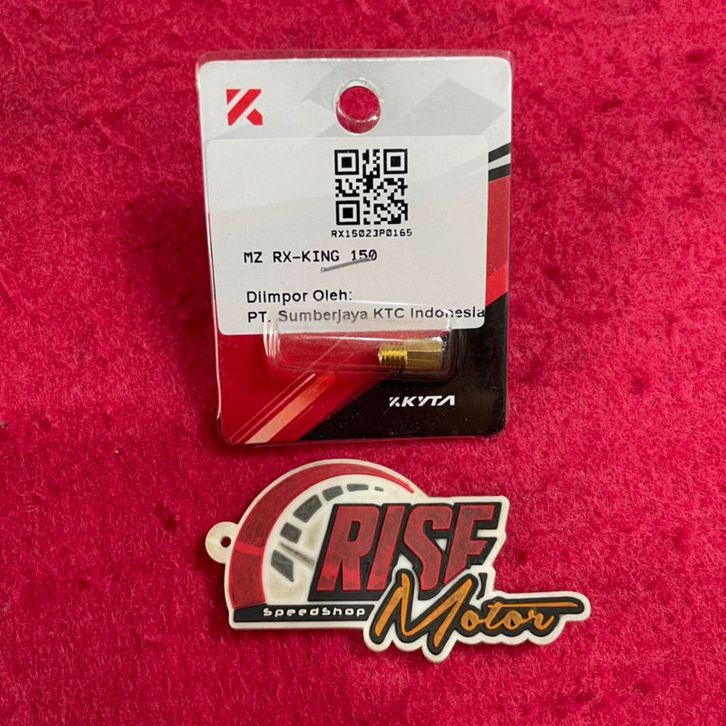 RX15023P0165
MZ RX-KING 150
Diimpor Oleh:
PT. Sumberjaya KTC Indonesia
KYTA
RISE
SpeedShop
Motor